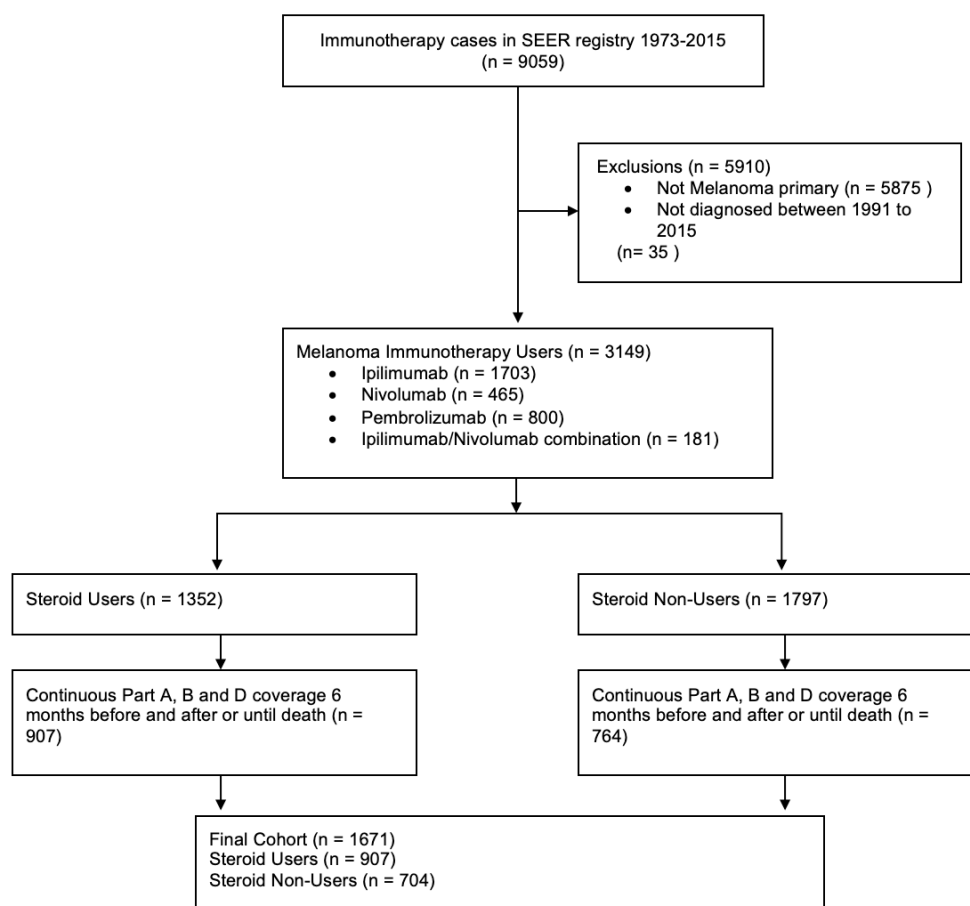 Immunotherapy cases in SEER registry 1973-2015
(n = 9059)
Exclusions (n = 5910)
• Not Melanoma primary (n = 5875 )
• Not diagnosed between 1991 to
2015
(n= 35 )
Melanoma Immunotherapy Users (n = 3149)
• Ipilimumab (n = 1703)
• Nivolumab (n = 465)
• Pembrolizumab (n = 800)
• Ipilimumab/Nivolumab combination (n = 181)
Steroid Users (n = 1352)
Steroid Non-Users (n = 1797)
Continuous Part A, B and D coverage 6
months before and after or until death (n =
907)
Continuous Part A, B and D coverage 6
months before and after or until death (n =
764)
Final Cohort (n = 1671)
Steroid Users (n = 907)
Steroid Non-Users (n = 704)